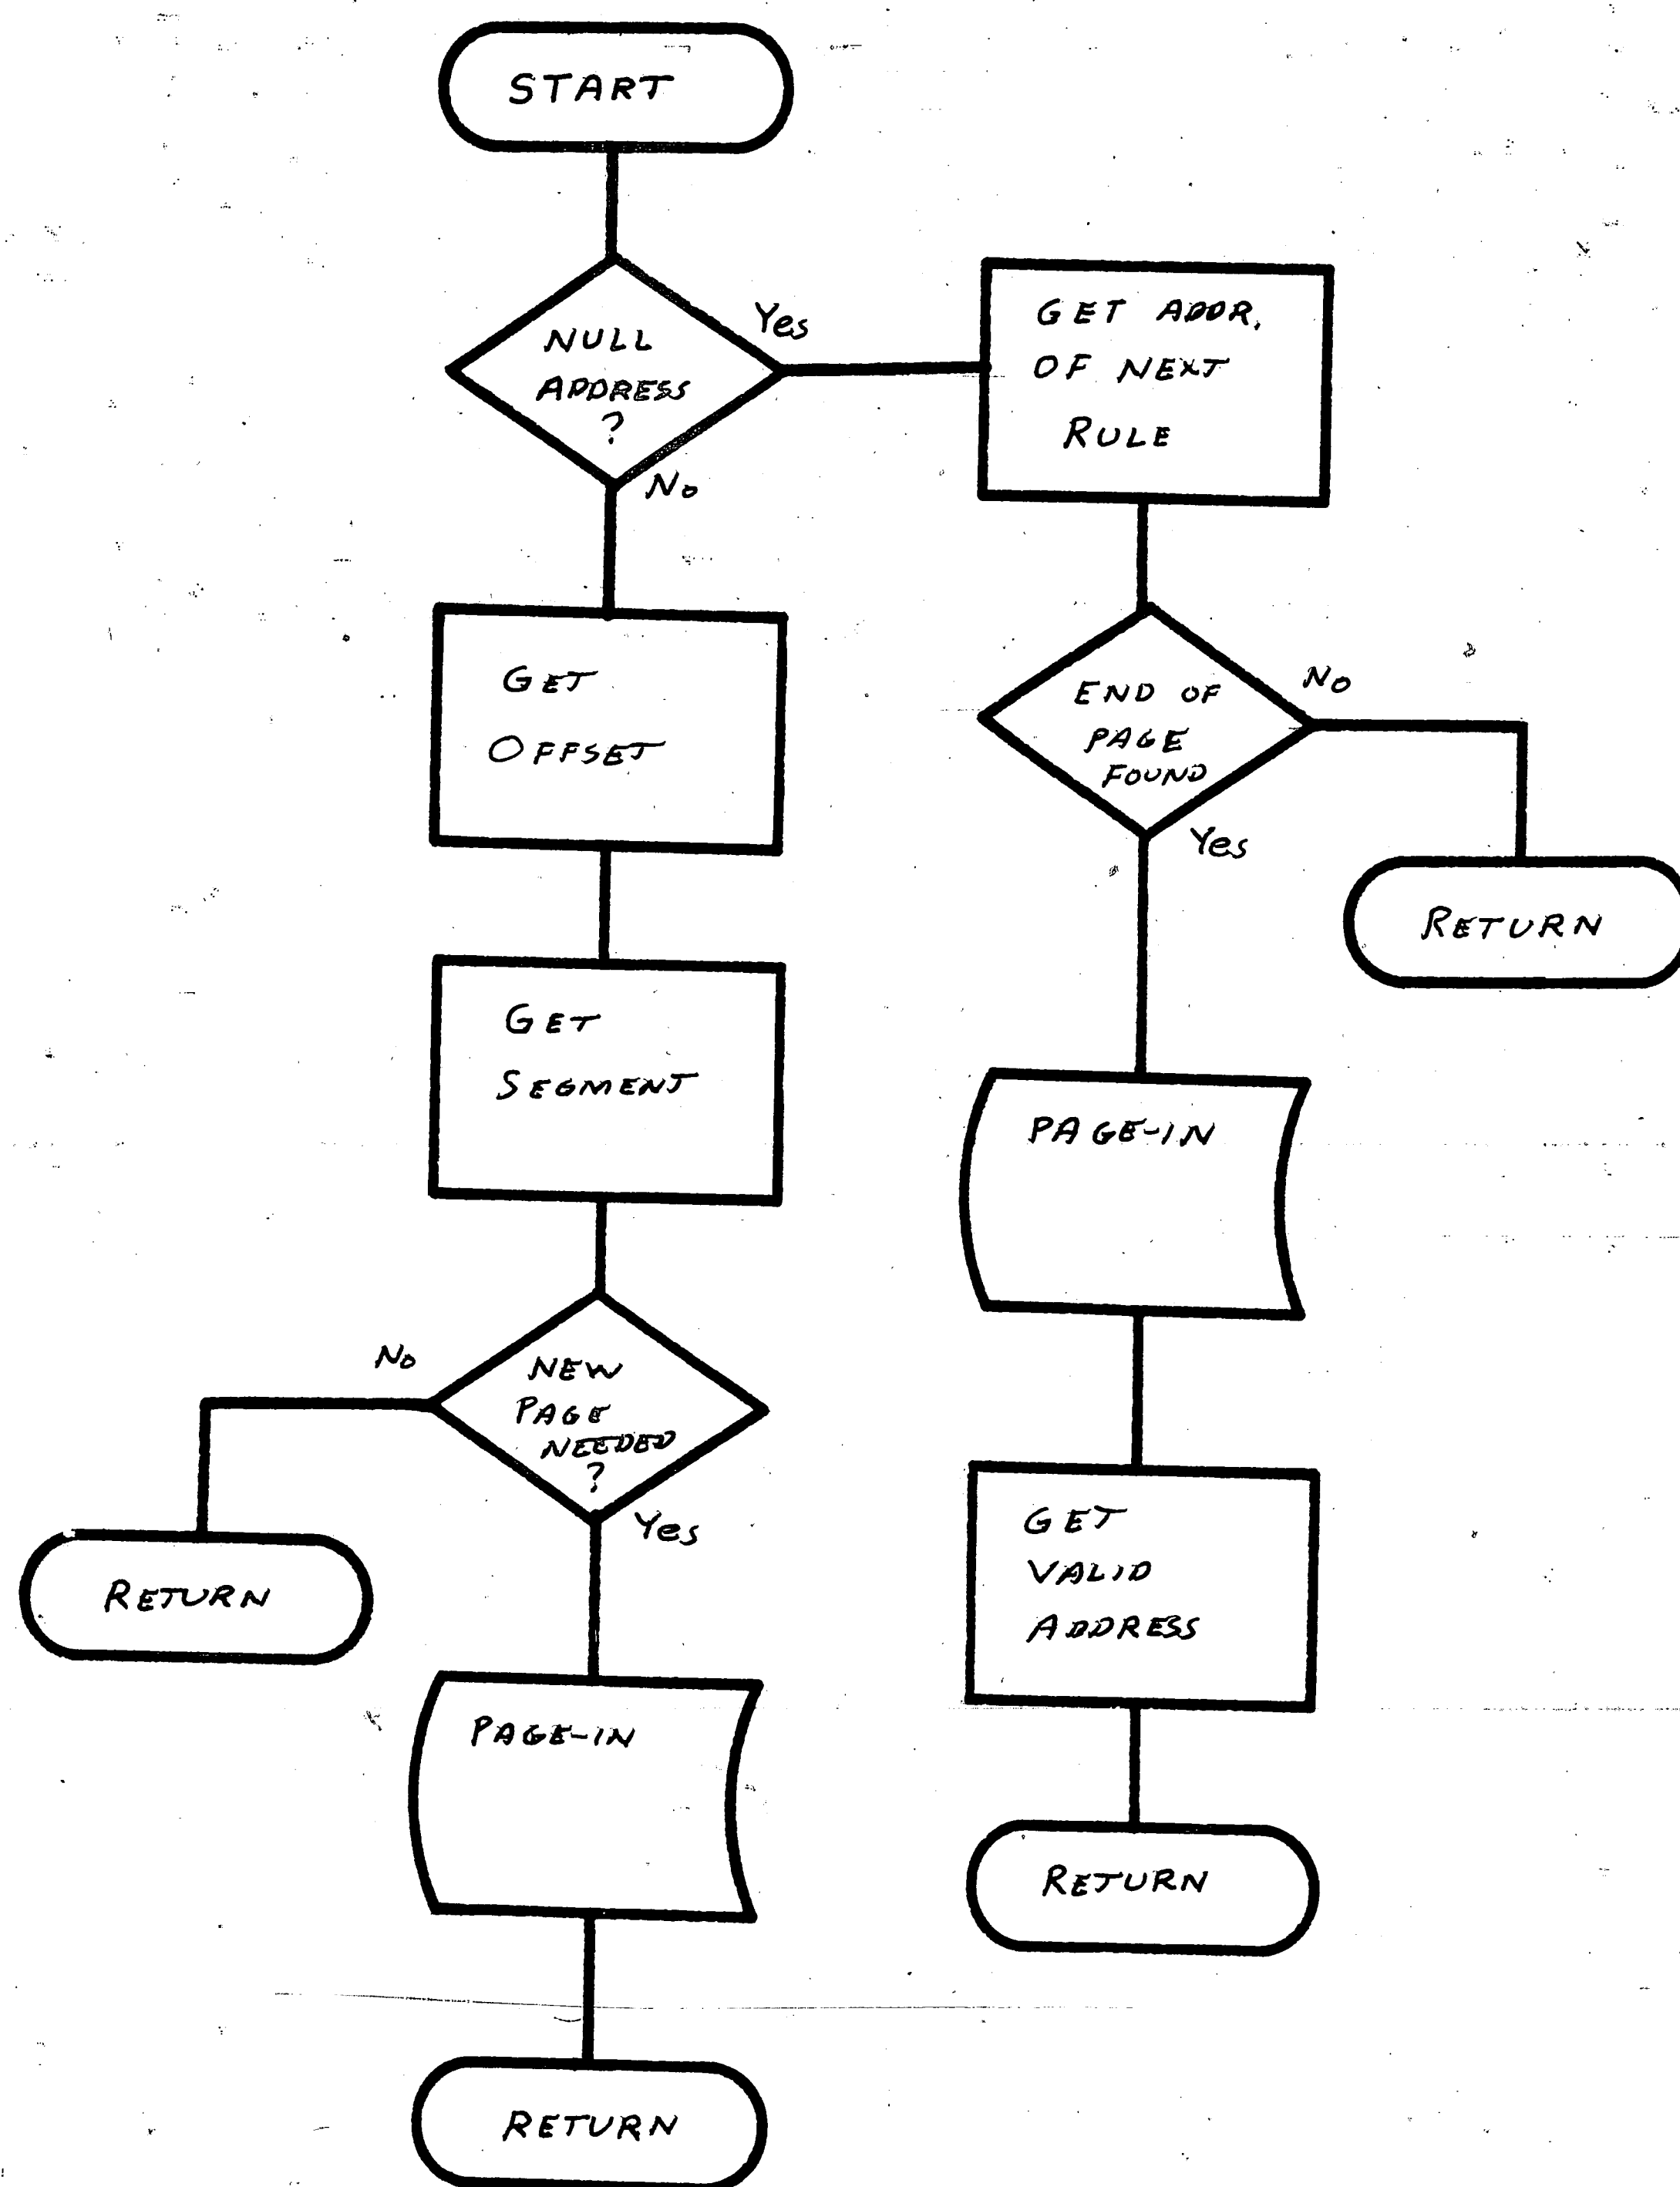 START
NULL
ADDRESS
?
Yes
No
GET ADDR.
OF NEXT
RULE
END OF
PAGE
FOUND
No
Yes
RETURN
GET
OFFSET
GET
SEGMENT
NEW
PAGE
NEEDED
?
No
Yes
RETURN
PAGE-IN
RETURN
PAGE-IN
GET
VALID
ADDRESS
RETURN